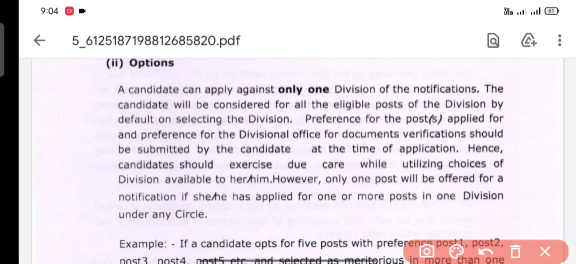 9:04
5_6125187198812685820.pdf
(ii) Options
A candidate can apply against only one Division of the notifications. The
candidate will be considered for all the eligible posts of the Division by
default on selecting the Division. Preference for the post(s) applied for
and preference for the Divisional office for documents verifications should
be submitted by the candidate at the time of application. Hence,
candidates should exercise due care while utilizing choices of
Division available to her/him.However, only one post will be offered for a
notification if she/he has applied for one or more posts in one Division
under any Circle.
Example: - If a candidate opts for five posts with preference post1, post2,
post3, post4, post5 etc and selected as meritorious in more than one